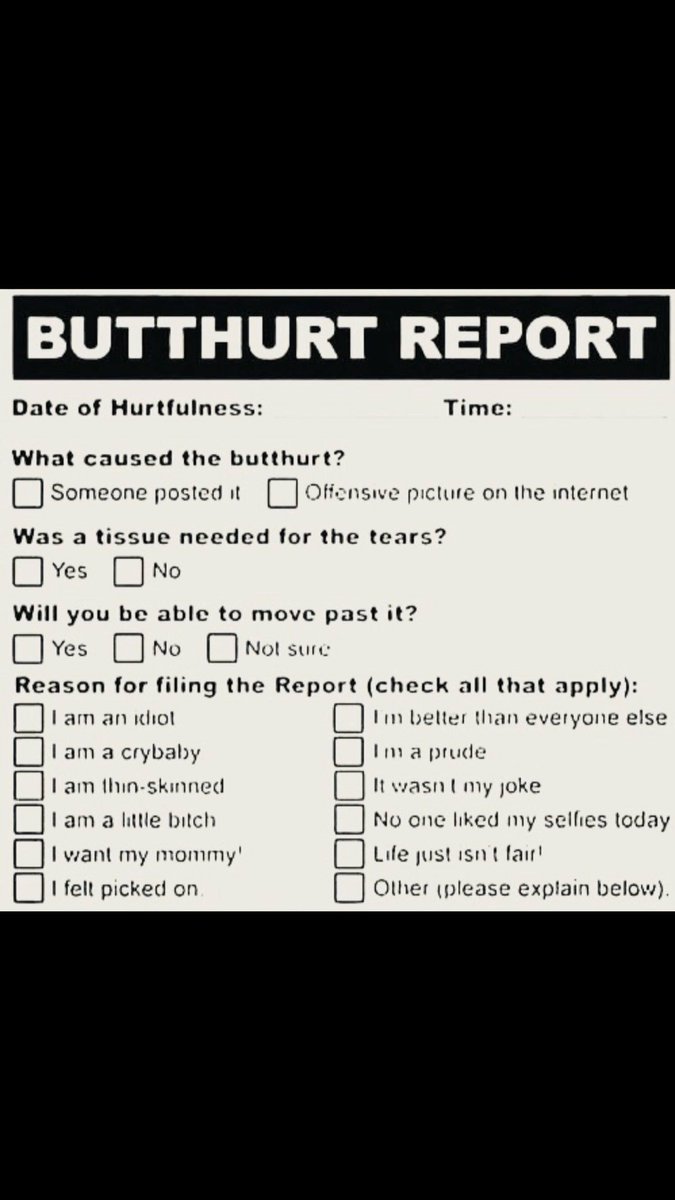 BUTTHURT REPORT
Date of Hurtfulness: Time:
What caused the butthurt?
Someone posted it Offensive picture on the internet
Was a tissue needed for the tears?
Yes No
Will you be able to move past it?
Yes No Not sure
Reason for filing the Report (check all that apply):
I am an idiot I'm better than everyone else
I am a crybaby I'm a prude
I am thin-skinned It wasn't my joke
I am a little bitch No one liked my selfies today
I want my mommy! Life just isn't fair!
I felt picked on. Other (please explain below).